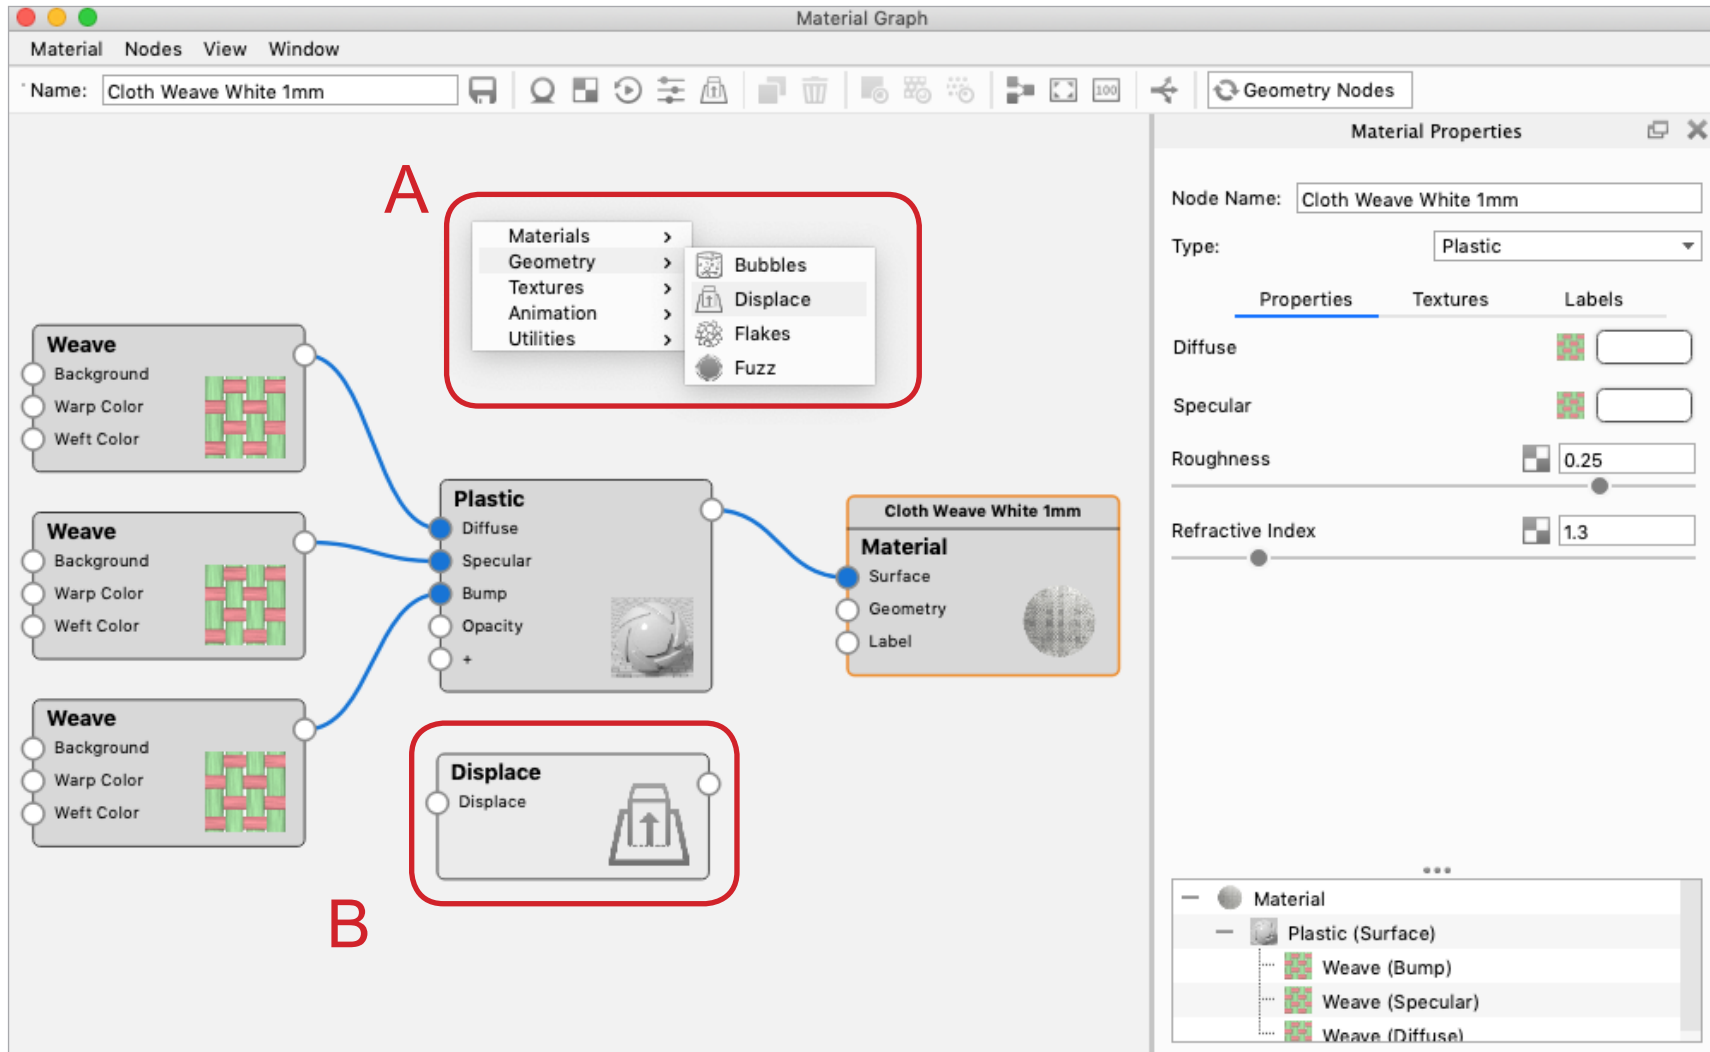 Material Graph
Material Nodes View Window
Name: Cloth Weave White 1mm
100
Geometry Nodes
A
Materials
Geometry
Textures
Animation
Utilities
Bubbles
Displace
Flakes
Fuzz
Weave
Background
Warp Color
Weft Color
Weave
Background
Warp Color
Weft Color
Weave
Background
Warp Color
Weft Color
Plastic
Diffuse
Specular
Bump
Opacity
+
Cloth Weave White 1mm
Material
Surface
Geometry
Label
Displace
Displace
B
Material Properties
Node Name: Cloth Weave White 1mm
Type: Plastic
Properties Textures Labels
Diffuse
Specular
Roughness 0.25
Refractive Index 1.3
Material
Plastic (Surface)
Weave (Bump)
Weave (Specular)
Weave (Diffuse)